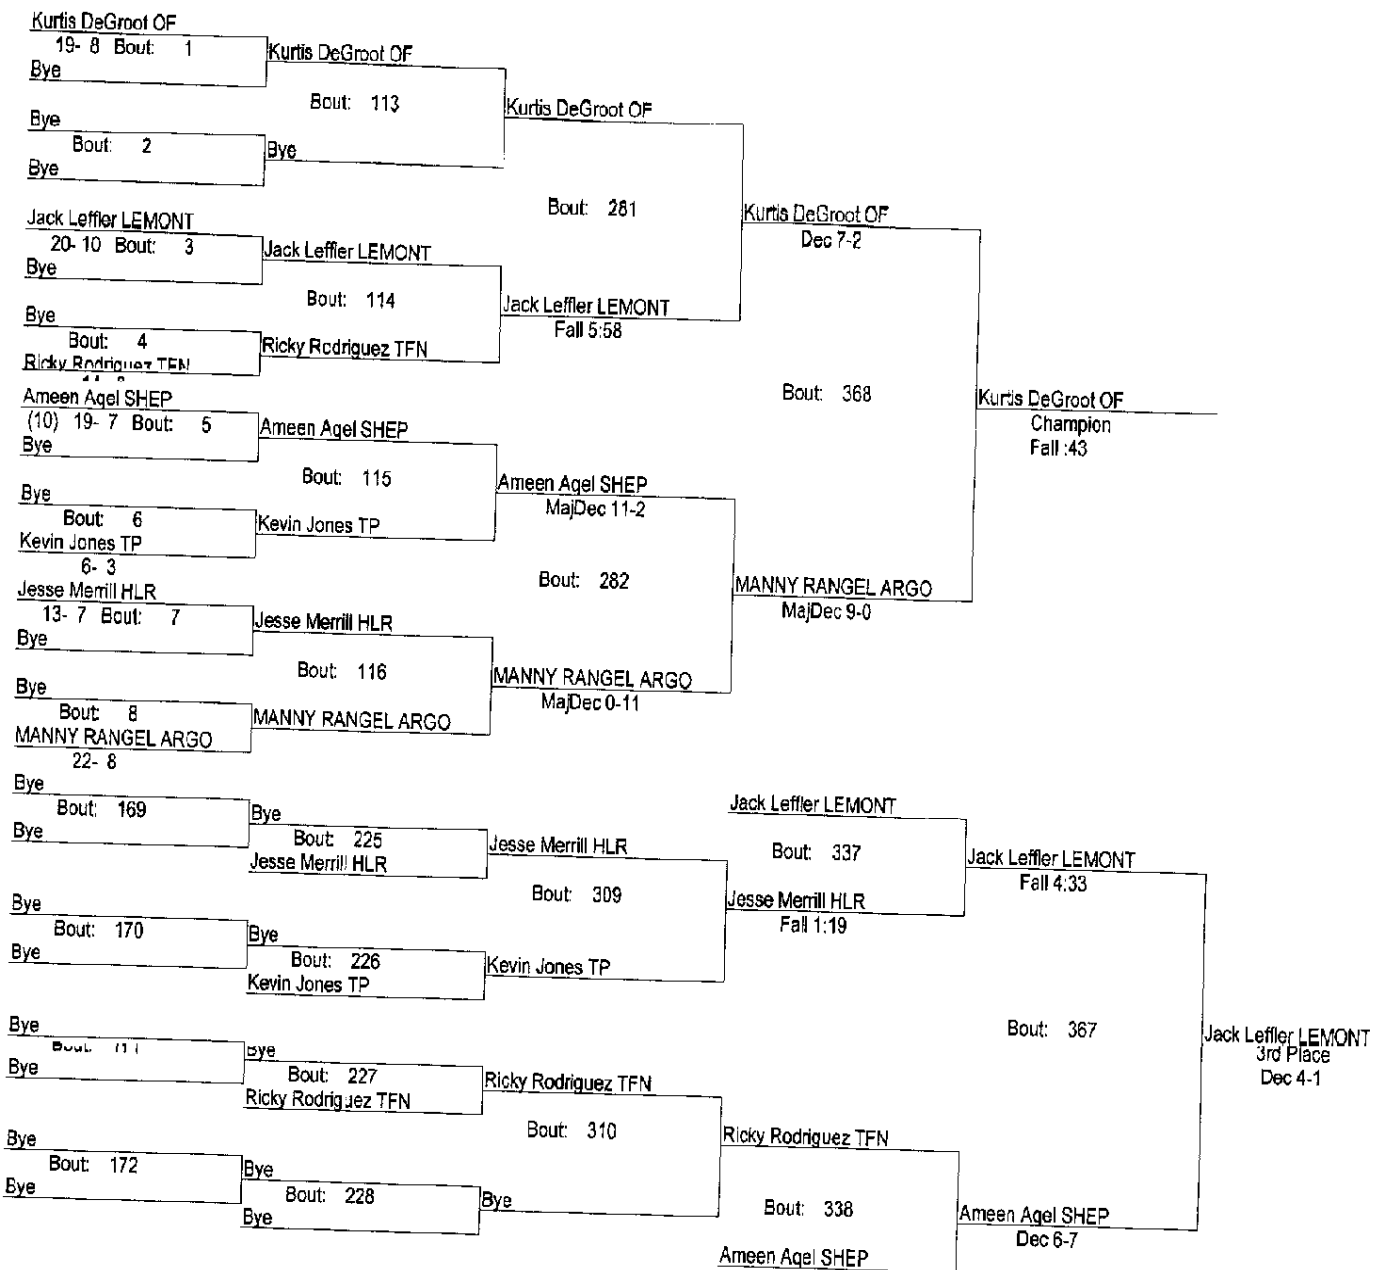 Kurtis DeGroot OF
19- 8 Bout: 1
Bye
Kurtis DeGroot OF
Bout: 113
Bye
Bout: 2
Bye
Bye
Kurtis DeGroot OF
Bout: 281
Jack Leffler LEMONT
20- 10 Bout: 3
Bye
Jack Leffler LEMONT
Bout: 114
Bye
Bout: 4
Ricky Rodriguez TFN
Ricky Rodriguez TFN
Jack Leffler LEMONT
Fall 5:58
Kurtis DeGroot OF
Dec 7-2
Bout: 368
Ameen Aqel SHEP
(10) 19- 7 Bout: 5
Bye
Ameen Aqel SHEP
Bout: 115
Bye
Bout: 6
Kevin Jones TP
6- 3
Kevin Jones TP
Ameen Aqel SHEP
MajDec 11-2
Bout: 282
Jesse Merrill HLR
13- 7 Bout: 7
Bye
Jesse Merrill HLR
Bout: 116
Bye
Bout: 8
MANNY RANGEL ARGO
22- 8
MANNY RANGEL ARGO
MANNY RANGEL ARGO
MajDec 0-11
MANNY RANGEL ARGO
MajDec 9-0
Kurtis DeGroot OF
Champion
Fall :43
Bye
Bout: 169
Bye
Bye
Bout: 225
Jesse Merrill HLR
Jesse Merrill HLR
Bout: 309
Bye
Bout: 170
Bye
Bye
Bout: 226
Kevin Jones TP
Kevin Jones TP
Jack Leffler LEMONT
Bout: 337
Jesse Merrill HLR
Fall 1:19
Jack Leffler LEMONT
Fall 4:33
Bout: 367
Bye
Bye
Bye
Bout: 227
Ricky Rodriguez TFN
Ricky Rodriguez TFN
Bout: 310
Bye
Bout: 172
Bye
Bye
Bout: 228
Bye
Bye
Ricky Rodriguez TFN
Bout: 338
Ameen Aqel SHEP
Ameen Aqel SHEP
Dec 6-7
Jack Leffler LEMONT
3rd Place
Dec 4-1